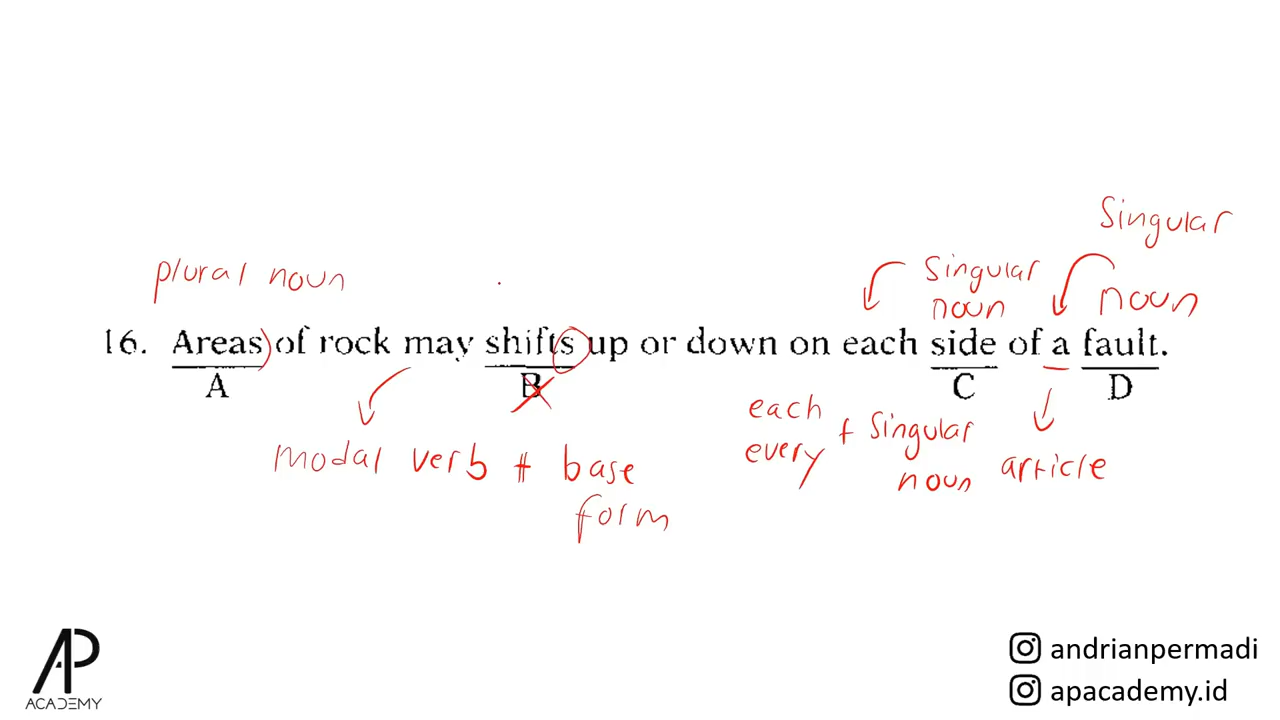 Singular
noun
plural noun
Singular
noun
16. Areas of rock may shifts up or down on each side of a fault.
A B C D
modal verb + base
form
each
every + Singular
noun
article
AP
ACADEMY
andrianpermadi
apacademy.id